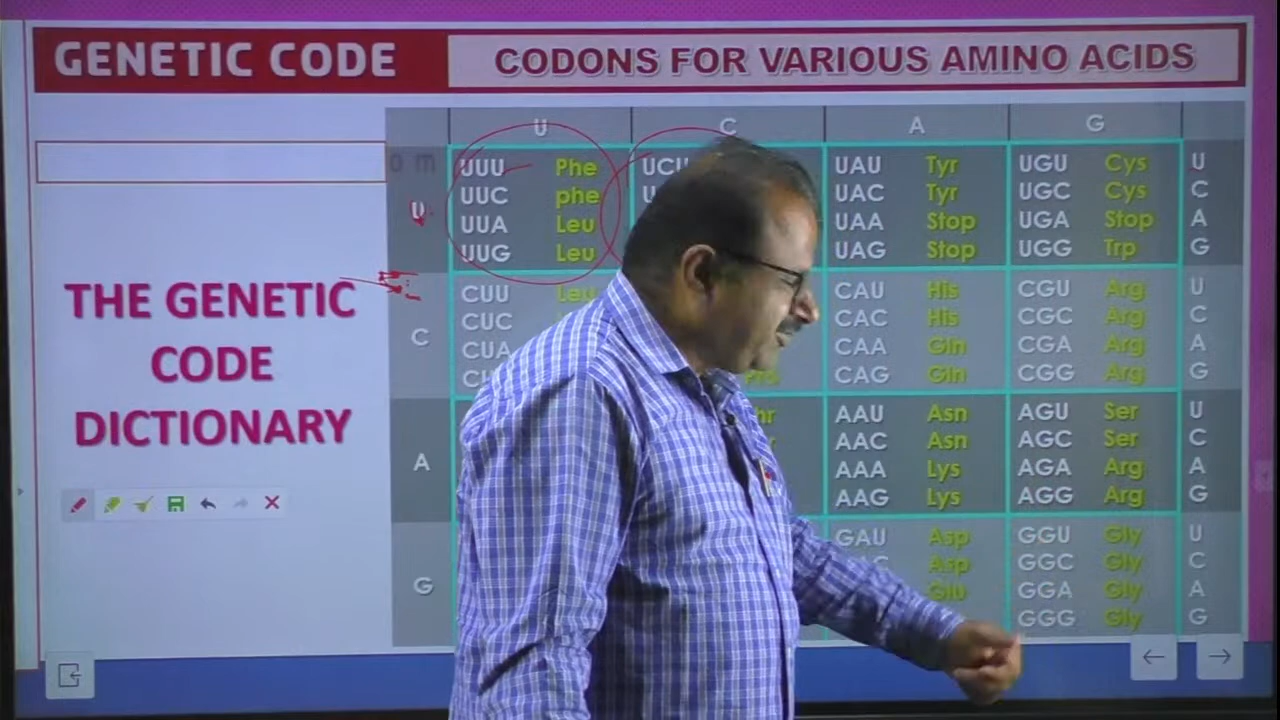 GENETIC CODE
CODONS FOR VARIOUS AMINO ACIDS
THE GENETIC
CODE
DICTIONARY
U C A G
U
UUU Phe UAU Tyr UGU Cys U
UUC phe UAC Tyr UGC Cys C
UUA Leu UAA Stop UGA Stop A
UUG Leu UAG Stop UGG Trp G
C
CUU Leu CAU His CGU Arg U
CUC CAC His CGC Arg C
CUA CAA Gln CGA Arg A
CAG Gln CGG Arg G
A
AAU Asn AGU Ser U
AAC Asn AGC Ser C
AAA Lys AGA Arg A
AAG Lys AGG Arg G
G
GAU Asp GGU Gly U
Asp GGC Gly C
Glu GGA Gly A
GGG Gly G